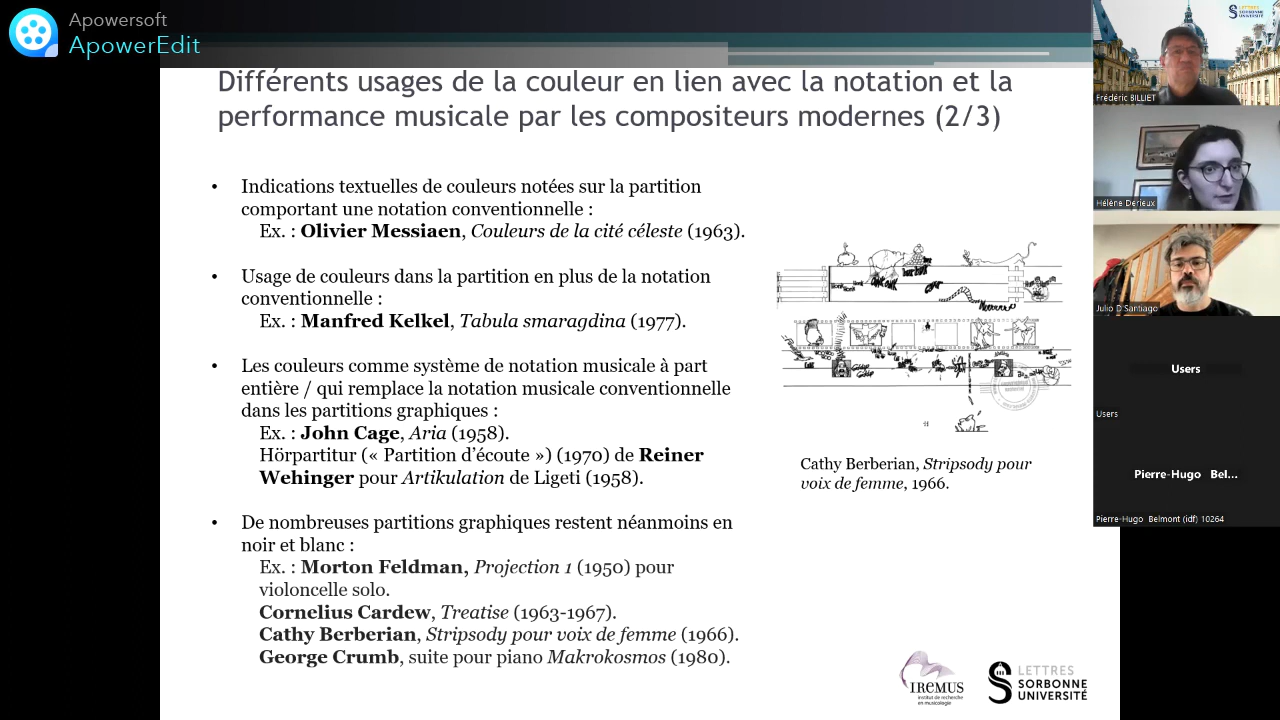 Apowersoft
ApowerEdit
Différents usages de la couleur en lien avec la notation et la
performance musicale par les compositeurs modernes (2/3)
• Indications textuelles de couleurs notées sur la partition
comportant une notation conventionnelle :
Ex. : Olivier Messiaen, Couleurs de la cité céleste (1963).
• Usage de couleurs dans la partition en plus de la notation
conventionnelle :
Ex. : Manfred Kelkel, Tabula smaragdina (1977).
• Les couleurs comme système de notation musicale à part
entière / qui remplace la notation musicale conventionnelle
dans les partitions graphiques :
Ex. : John Cage, Aria (1958).
Hörpartitur (« Partition d’écoute ») (1970) de Reiner
Wehinger pour Artikulation de Ligeti (1958).
• De nombreuses partitions graphiques restent néanmoins en
noir et blanc :
Ex. : Morton Feldman, Projection 1 (1950) pour
violoncelle solo.
Cornelius Cardew, Treatise (1963-1967).
Cathy Berberian, Stripsody pour voix de femme (1966).
George Crumb, suite pour piano Makrokosmos (1980).
Cathy Berberian, Stripsody pour
voix de femme, 1966.
IREMUS
institut de recherche
en musicologie
LETTRES
SORBONNE
UNIVERSITÉ
LETTRES
SORBONNE
UNIVERSITÉ
Frédéric BILLIET
Hélène Derieux
Julio D Santiago
Users
Users
Pierre-Hugo Bel...
Pierre-Hugo Belmont (idf) 10264